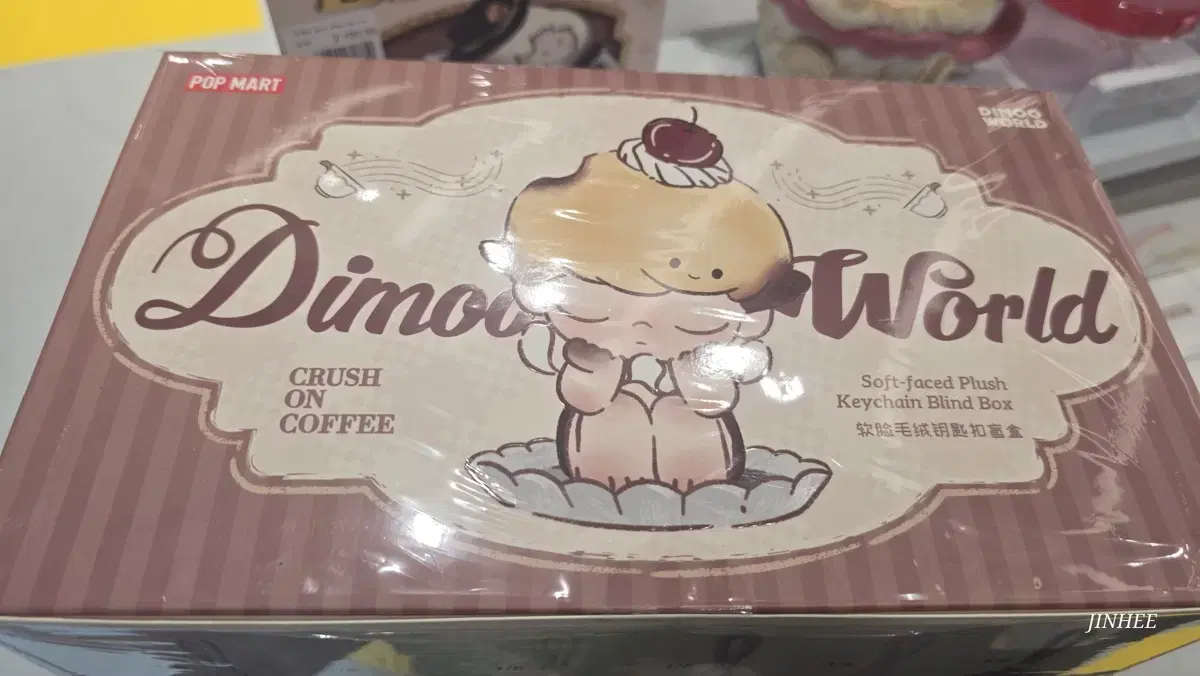 POP MART
DIMOO
WORLD
Dimoo World
CRUSH
ON
COFFEE
Soft-faced Plush
Keychain Blind Box
软脸毛绒钥匙扣盲盒
JINHEE